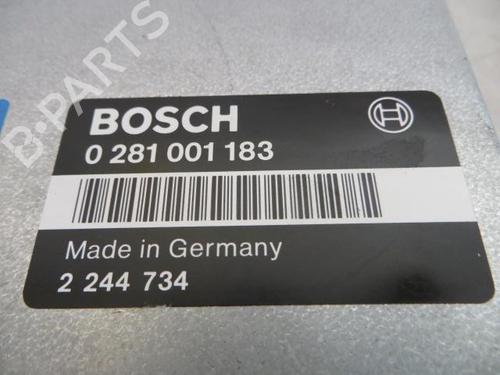 B-PARTS
BOSCH
0 281 001 183
Made in Germany
2 244 734